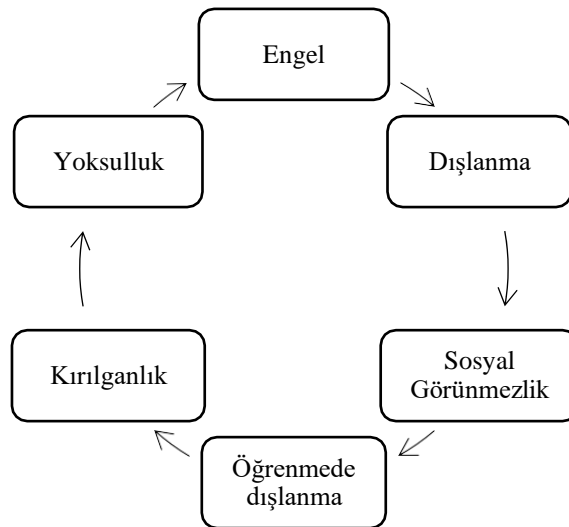 Engel
Dışlanma
Sosyal
Görünmezlik
Öğrenmede
dışlanma
Kırılganlık
Yoksulluk